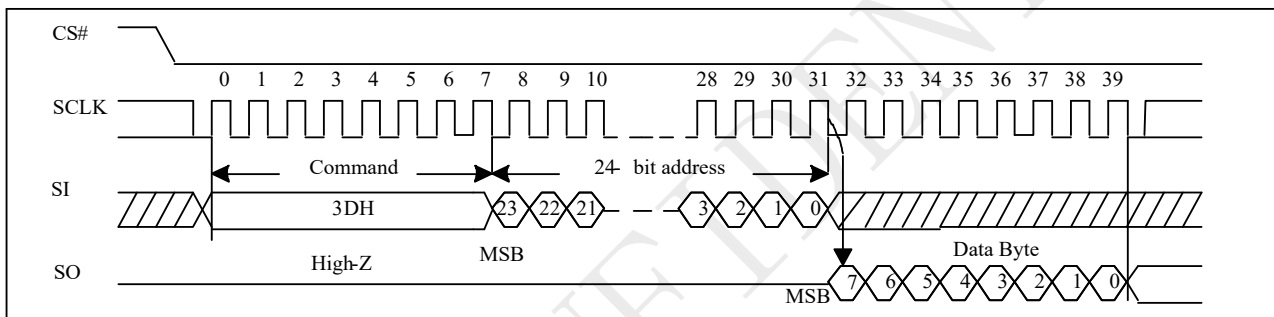 CS#
0 1 2 3 4 5 6 7 8 9 10 28 29 30 31 32 33 34 35 36 37 38 39
SCLK
Command 24- bit address
SI
3DH 23 22 21 3 2 1 0
High-Z MSB Data Byte
SO
MSB 7 6 5 4 3 2 1 0